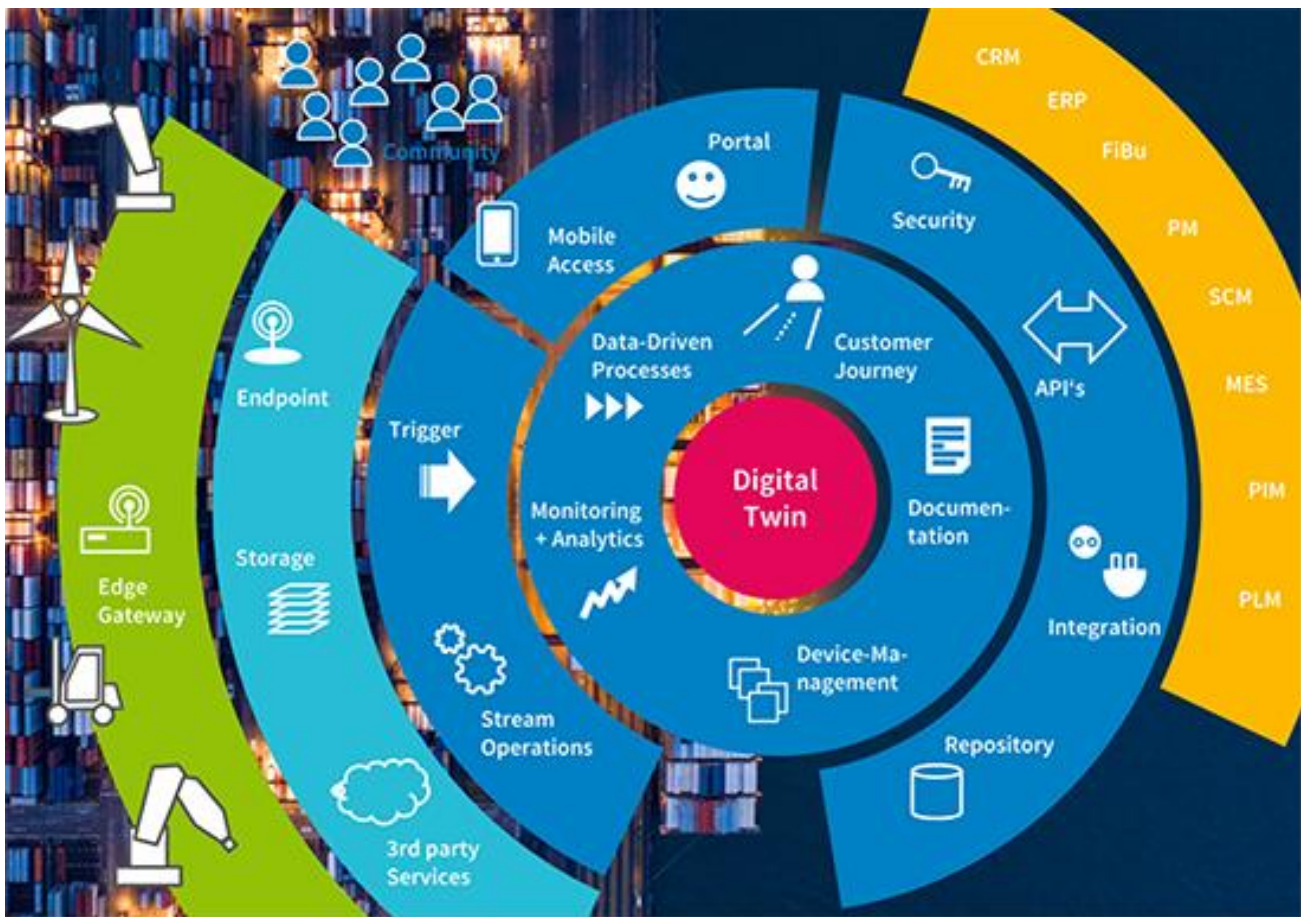 CRM
ERP
FiBu
PM
SCM
MES
PIM
PLM
Community
Portal
Mobile
Access
Security
API's
Integration
Repository
Data-Driven
Processes
Customer
Journey
Documen-
tation
Device-Ma-
nagement
Monitoring
+ Analytics
Digital
Twin
Trigger
Stream
Operations
Endpoint
Storage
3rd party
Services
Edge
Gateway